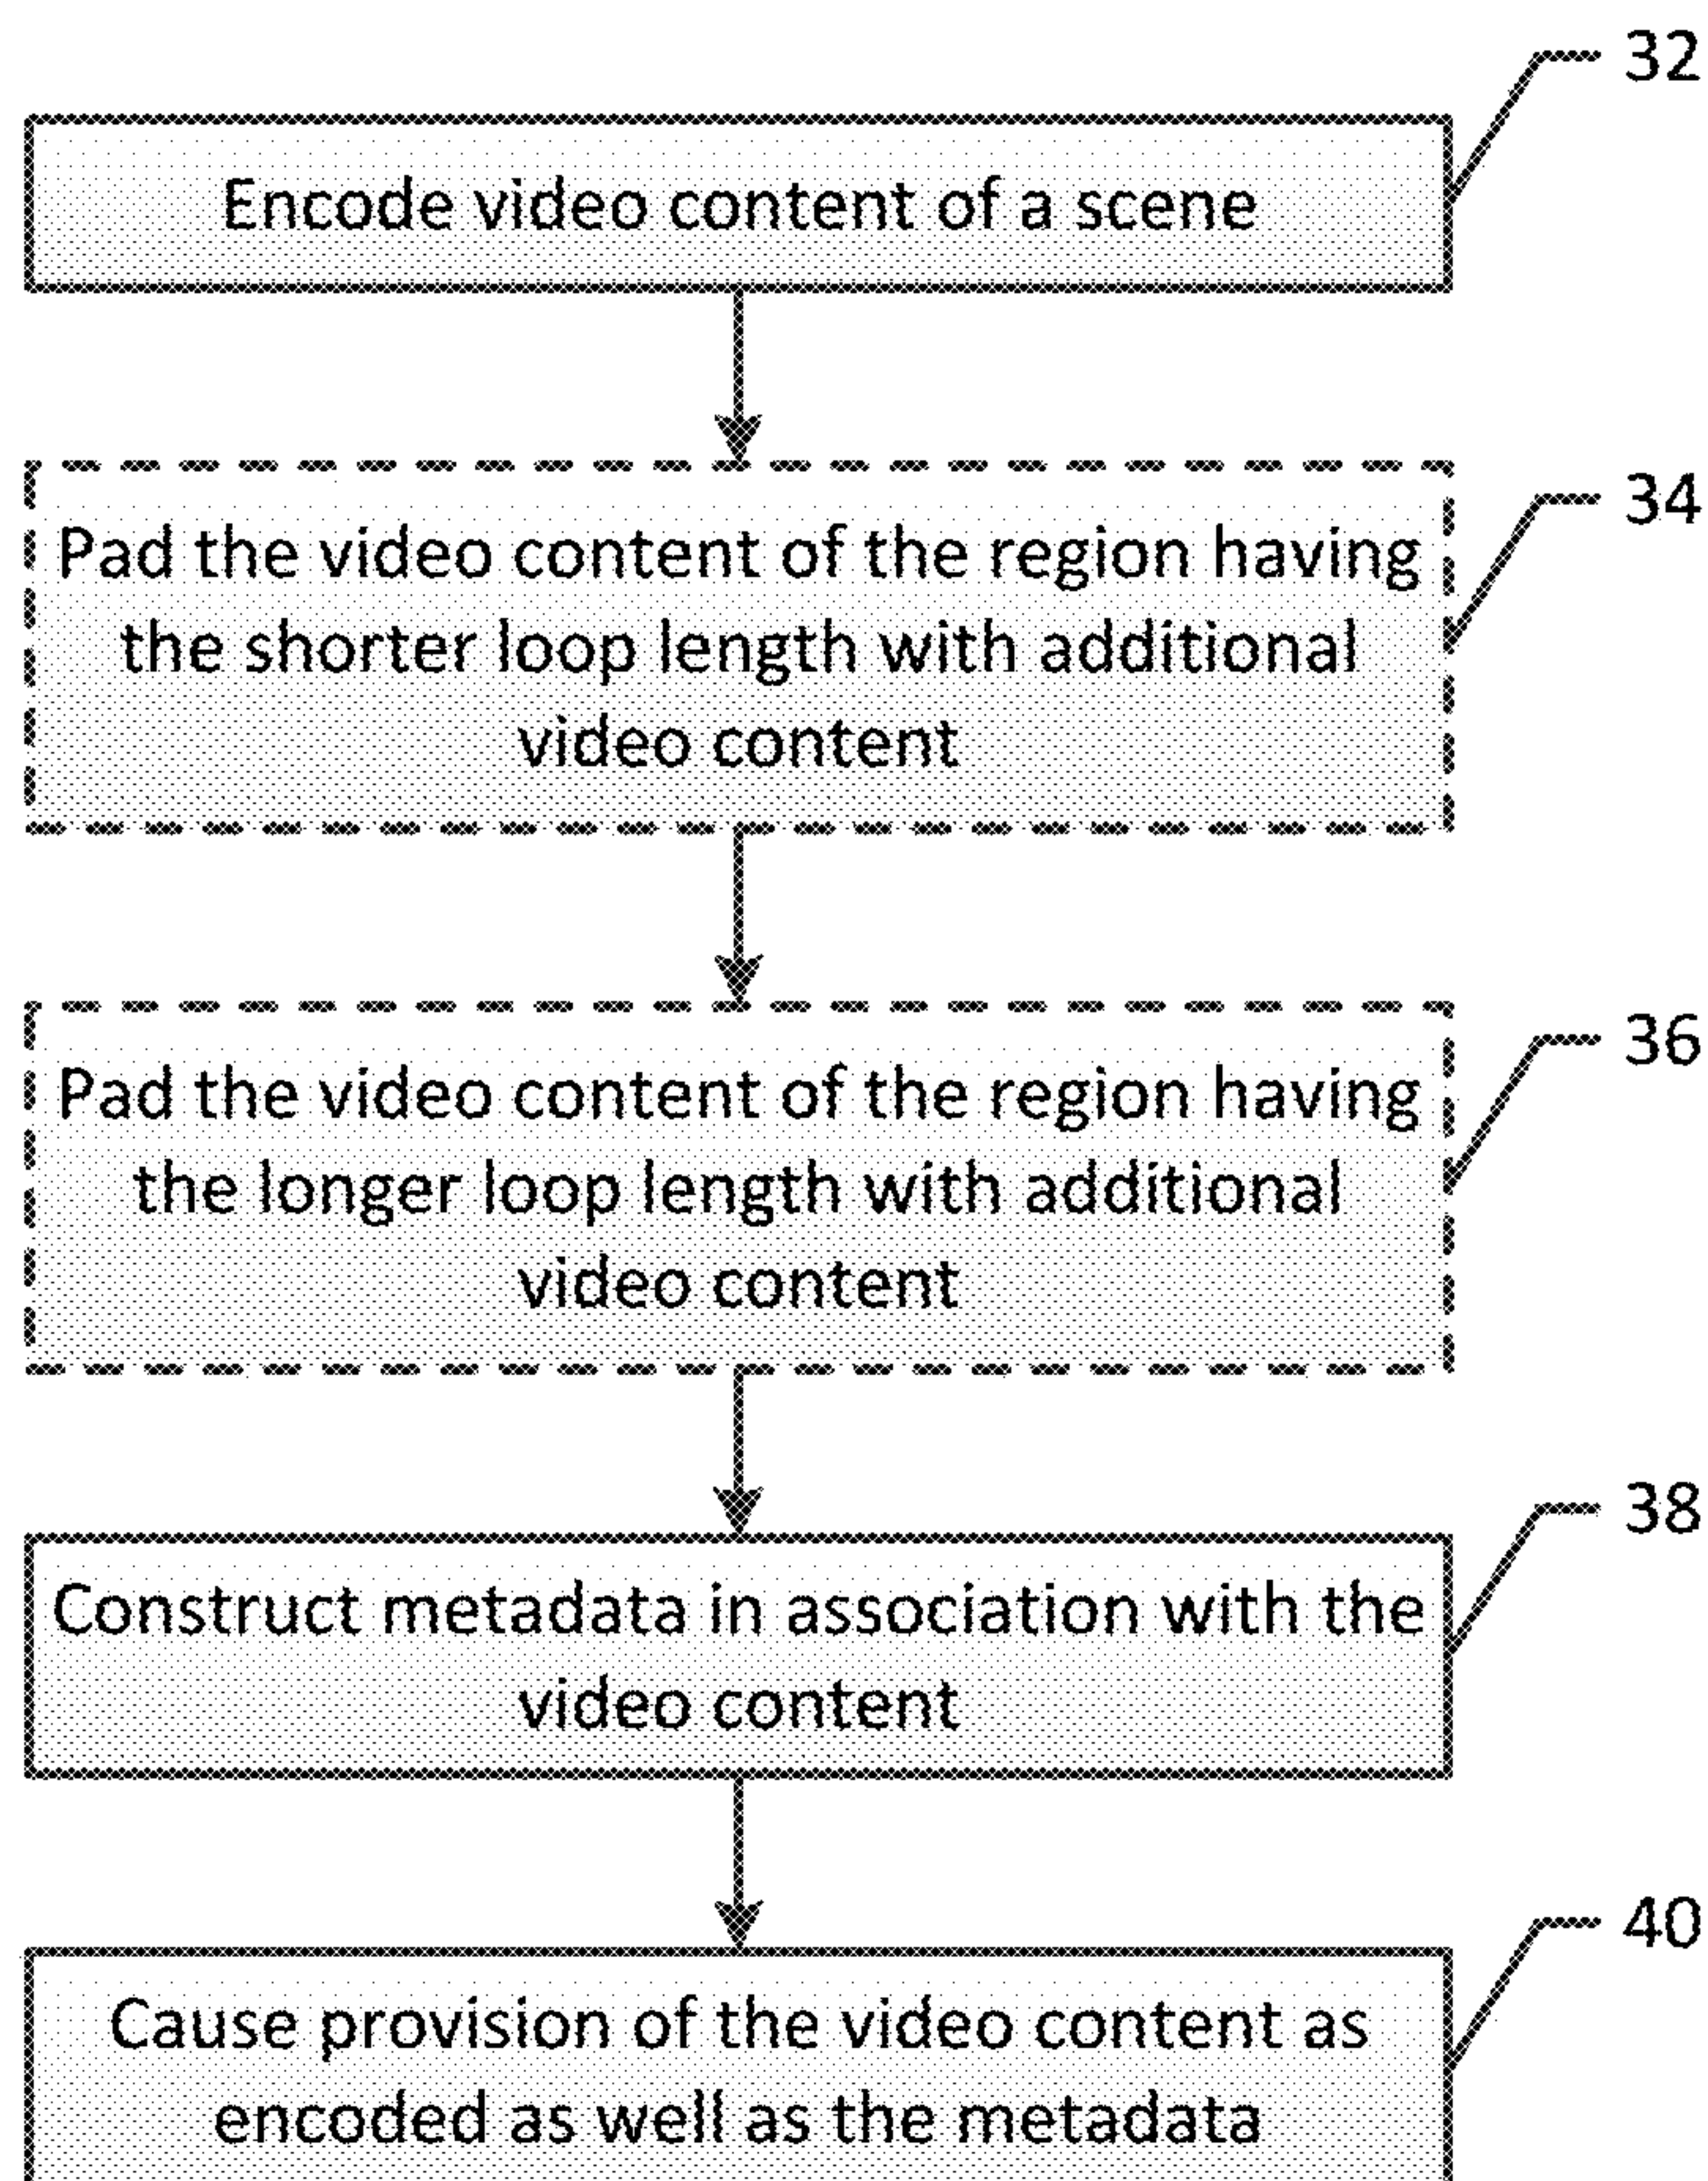 32
Encode video content of a scene
34
Pad the video content of the region having
the shorter loop length with additional
video content
36
Pad the video content of the region having
the longer loop length with additional
video content
38
Construct metadata in association with the
video content
40
Cause provision of the video content as
encoded as well as the metadata